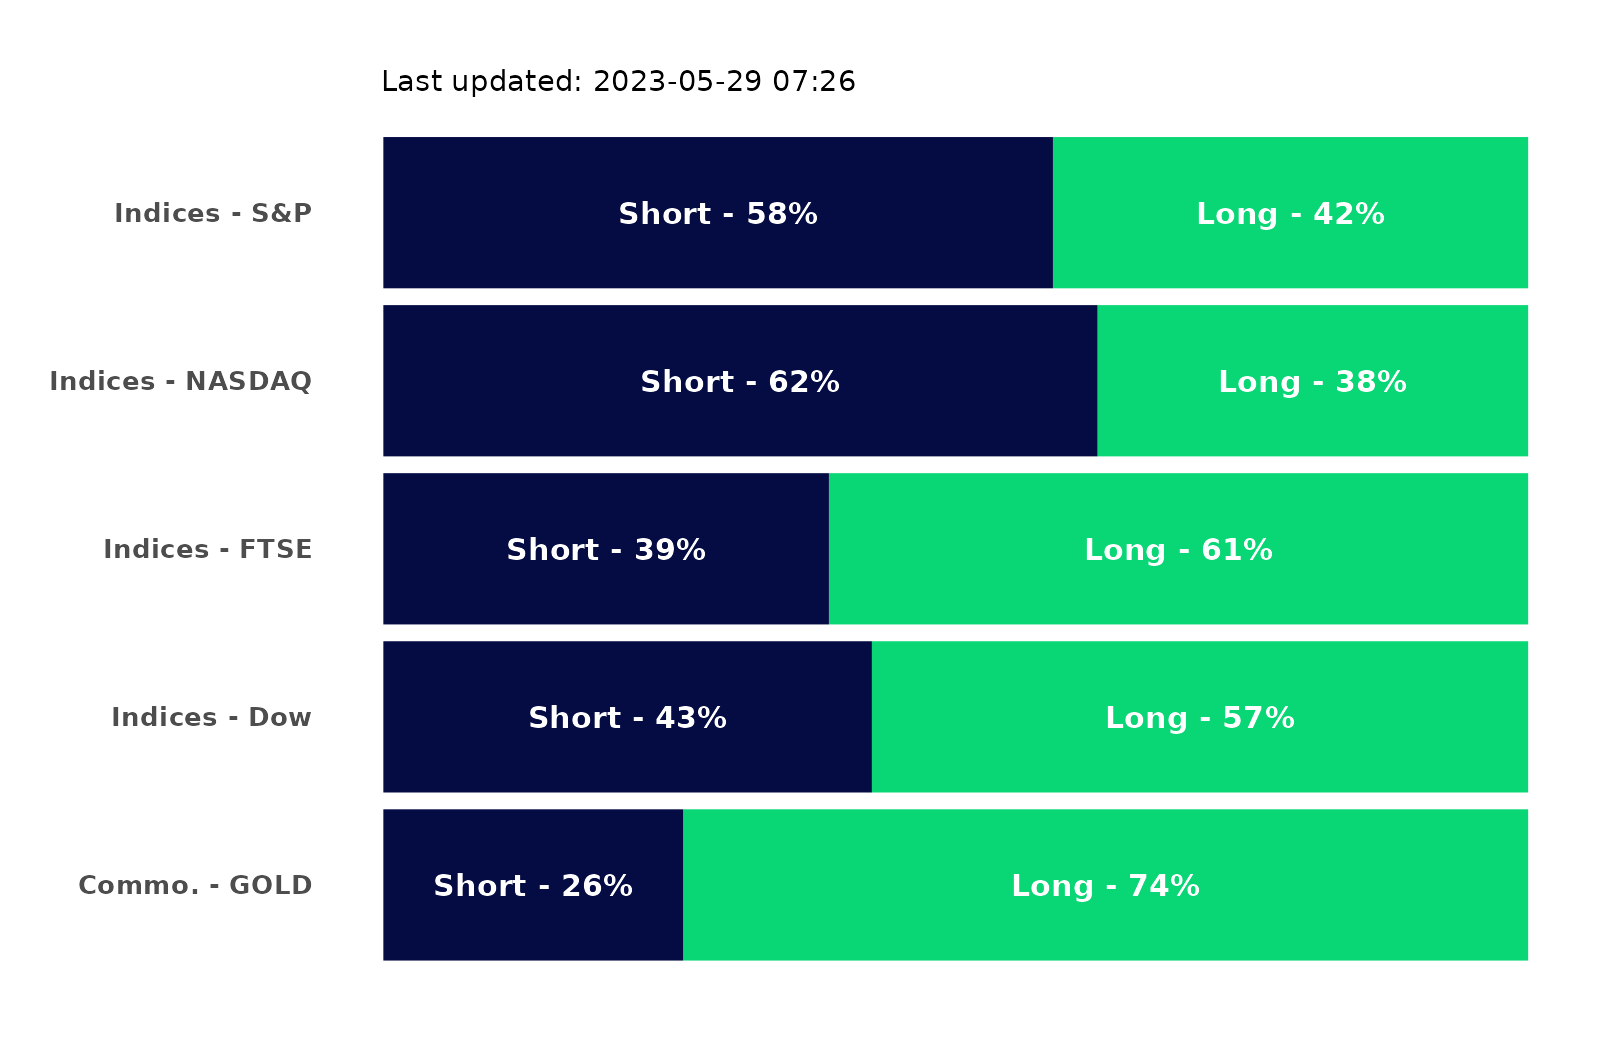 Last updated: 2023-05-29 07:26
Indices - S&P Short - 58% Long - 42%
Indices - NASDAQ Short - 62% Long - 38%
Indices - FTSE Short - 39% Long - 61%
Indices - Dow Short - 43% Long - 57%
Commo. - GOLD Short - 26% Long - 74%